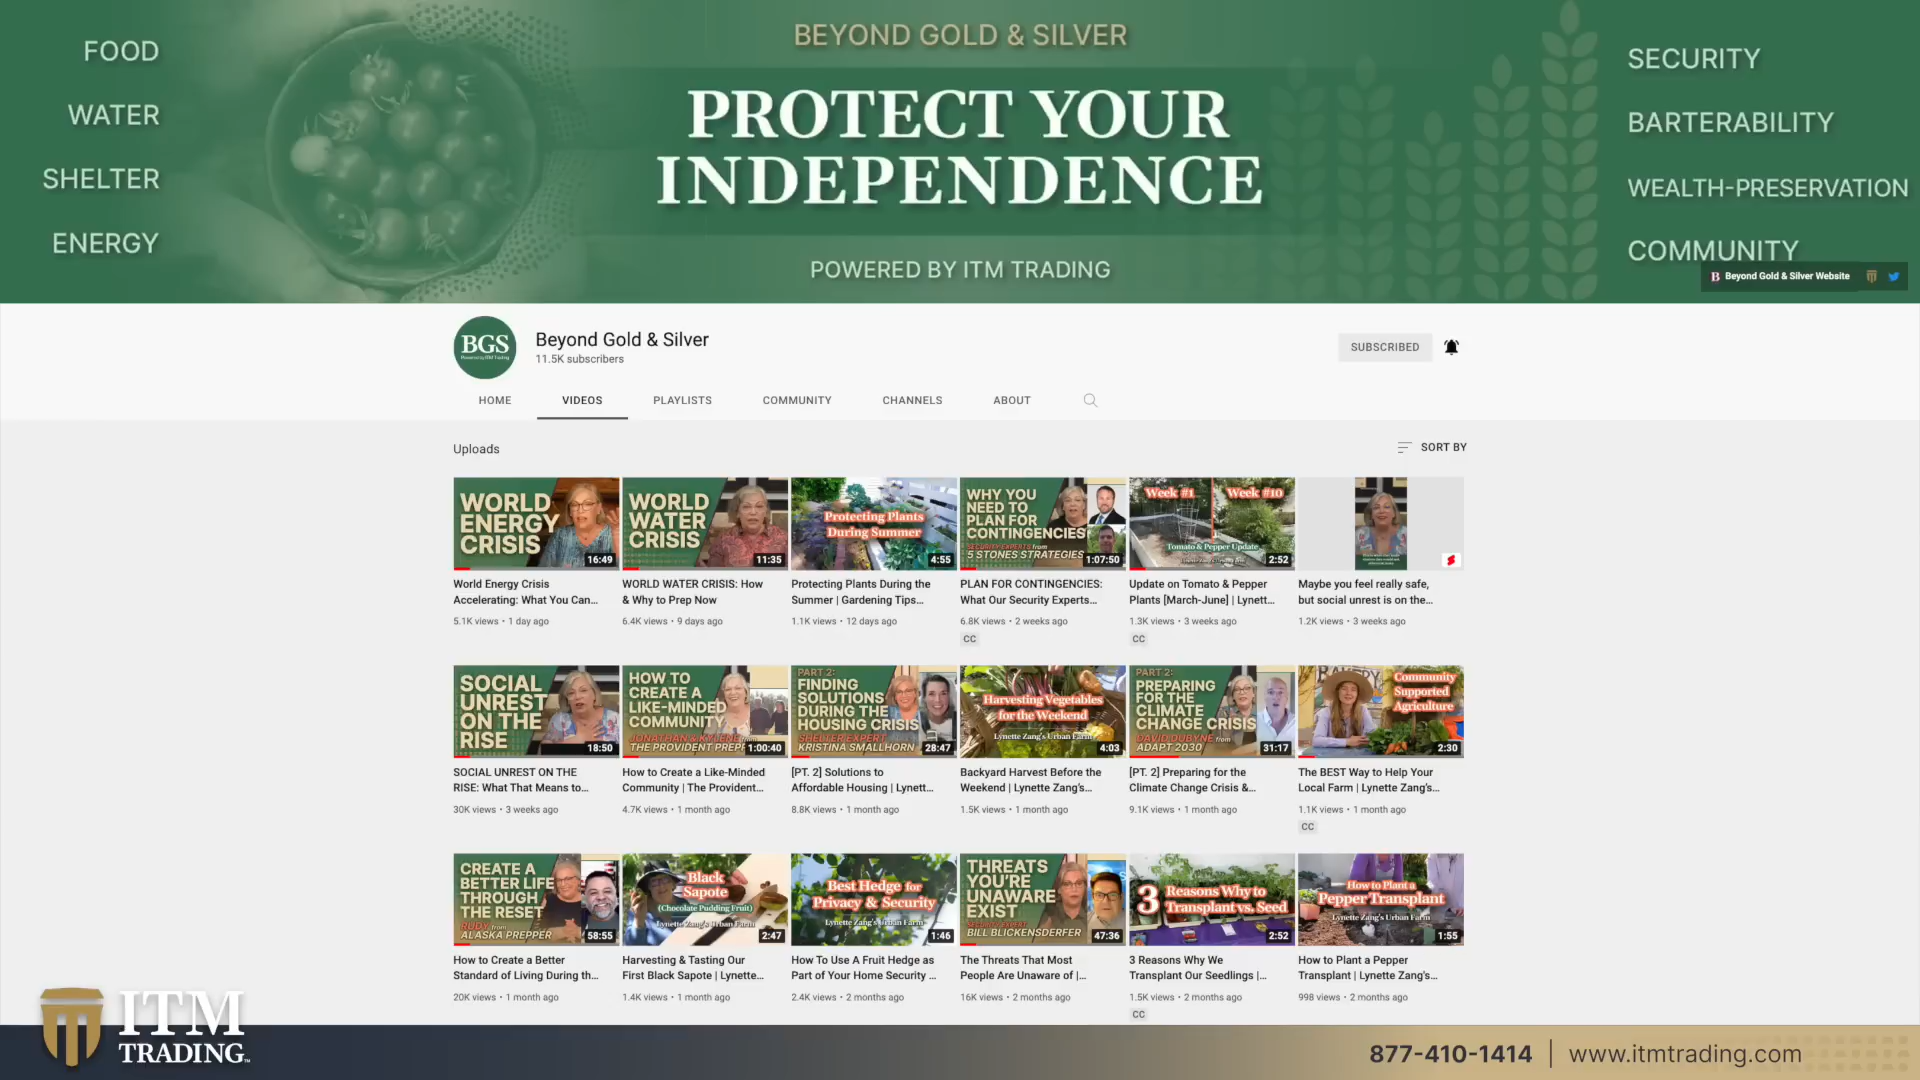 FOOD
WATER
SHELTER
ENERGY
BEYOND GOLD & SILVER
PROTECT YOUR
INDEPENDENCE
POWERED BY ITM TRADING
SECURITY
BARTERABILITY
WEALTH-PRESERVATION
COMMUNITY
B Beyond Gold & Silver Website
BGS
Powered by ITM Trading
Beyond Gold & Silver
11.5K subscribers
SUBSCRIBED
HOME VIDEOS PLAYLISTS COMMUNITY CHANNELS ABOUT
Uploads
SORT BY
WORLD
ENERGY
CRISIS
16:49
World Energy Crisis
Accelerating: What You Can...
5.1K views • 1 day ago
WORLD
WATER
CRISIS
11:35
WORLD WATER CRISIS: How
& Why to Prep Now
6.4K views • 9 days ago
Protecting Plants
During Summer
4:55
Protecting Plants During the
Summer | Gardening Tips...
1.1K views • 12 days ago
WHY YOU
NEED TO
PLAN FOR
CONTINGENCIES
SECURITY EXPERTS from
5 STONES STRATEGIES
1:07:50
PLAN FOR CONTINGENCIES:
What Our Security Experts...
6.8K views • 2 weeks ago
CC
Week #1 Week #10
Tomato & Pepper Update
2:52
Update on Tomato & Pepper
Plants [March-June] | Lynett...
1.3K views • 3 weeks ago
CC
Maybe you feel really safe,
but social unrest is on the...
1.2K views • 3 weeks ago
SOCIAL
UNREST
ON THE
RISE
18:50
SOCIAL UNREST ON THE
RISE: What That Means to...
30K views • 3 weeks ago
HOW TO
CREATE A
LIKE-MINDED
COMMUNITY
JONATHAN & KYLENE from
THE PROVIDENT PREPP
1:00:40
How to Create a Like-Minded
Community | The Provident...
4.7K views • 1 month ago
PART 2:
FINDING
SOLUTIONS
DURING THE
HOUSING CRISIS
SHELTER EXPERT
KRISTINA SMALLHORN
28:47
[PT. 2] Solutions to
Affordable Housing | Lynett...
8.8K views • 1 month ago
Harvesting Vegetables
for the Weekend
Lynette Zang's Urban Farm
4:03
Backyard Harvest Before the
Weekend | Lynette Zang's...
1.5K views • 1 month ago
PART 2:
PREPARING
FOR THE
CLIMATE
CHANGE CRISIS
DAVID DUBYNE from
ADAPT 2030
31:17
[PT. 2] Preparing for the
Climate Change Crisis &...
9.1K views • 1 month ago
BAKERY
Community
Supported
Agriculture
2:30
The BEST Way to Help Your
Local Farm | Lynette Zang's...
1.1K views • 1 month ago
CC
CREATE A
BETTER LIFE
THROUGH
THE RESET
RUDY from
ALASKA PREPPER
58:55
How to Create a Better
Standard of Living During th...
20K views • 1 month ago
Black
Sapote
(Chocolate Pudding Fruit)
Lynette Zang's Urban Farm
2:47
Harvesting & Tasting Our
First Black Sapote | Lynette...
1.4K views • 1 month ago
Best Hedge for
Privacy & Security
Lynette Zang's Urban Farm
1:46
How To Use A Fruit Hedge as
Part of Your Home Security ...
2.4K views • 2 months ago
THREATS
YOU'RE
UNAWARE
EXIST
BILL BLICKENSDERFER
47:36
The Threats That Most
People Are Unaware of |...
16K views • 2 months ago
3 Reasons Why to
Transplant vs. Seed
2:52
3 Reasons Why We
Transplant Our Seedlings |...
1.5K views • 2 months ago
CC
How to Plant a
Pepper Transplant
Lynette Zang's Urban Farm
1:55
How to Plant a Pepper
Transplant | Lynette Zang's...
998 views • 2 months ago
ITM
TRADING™
877-410-1414 | www.itmtrading.com